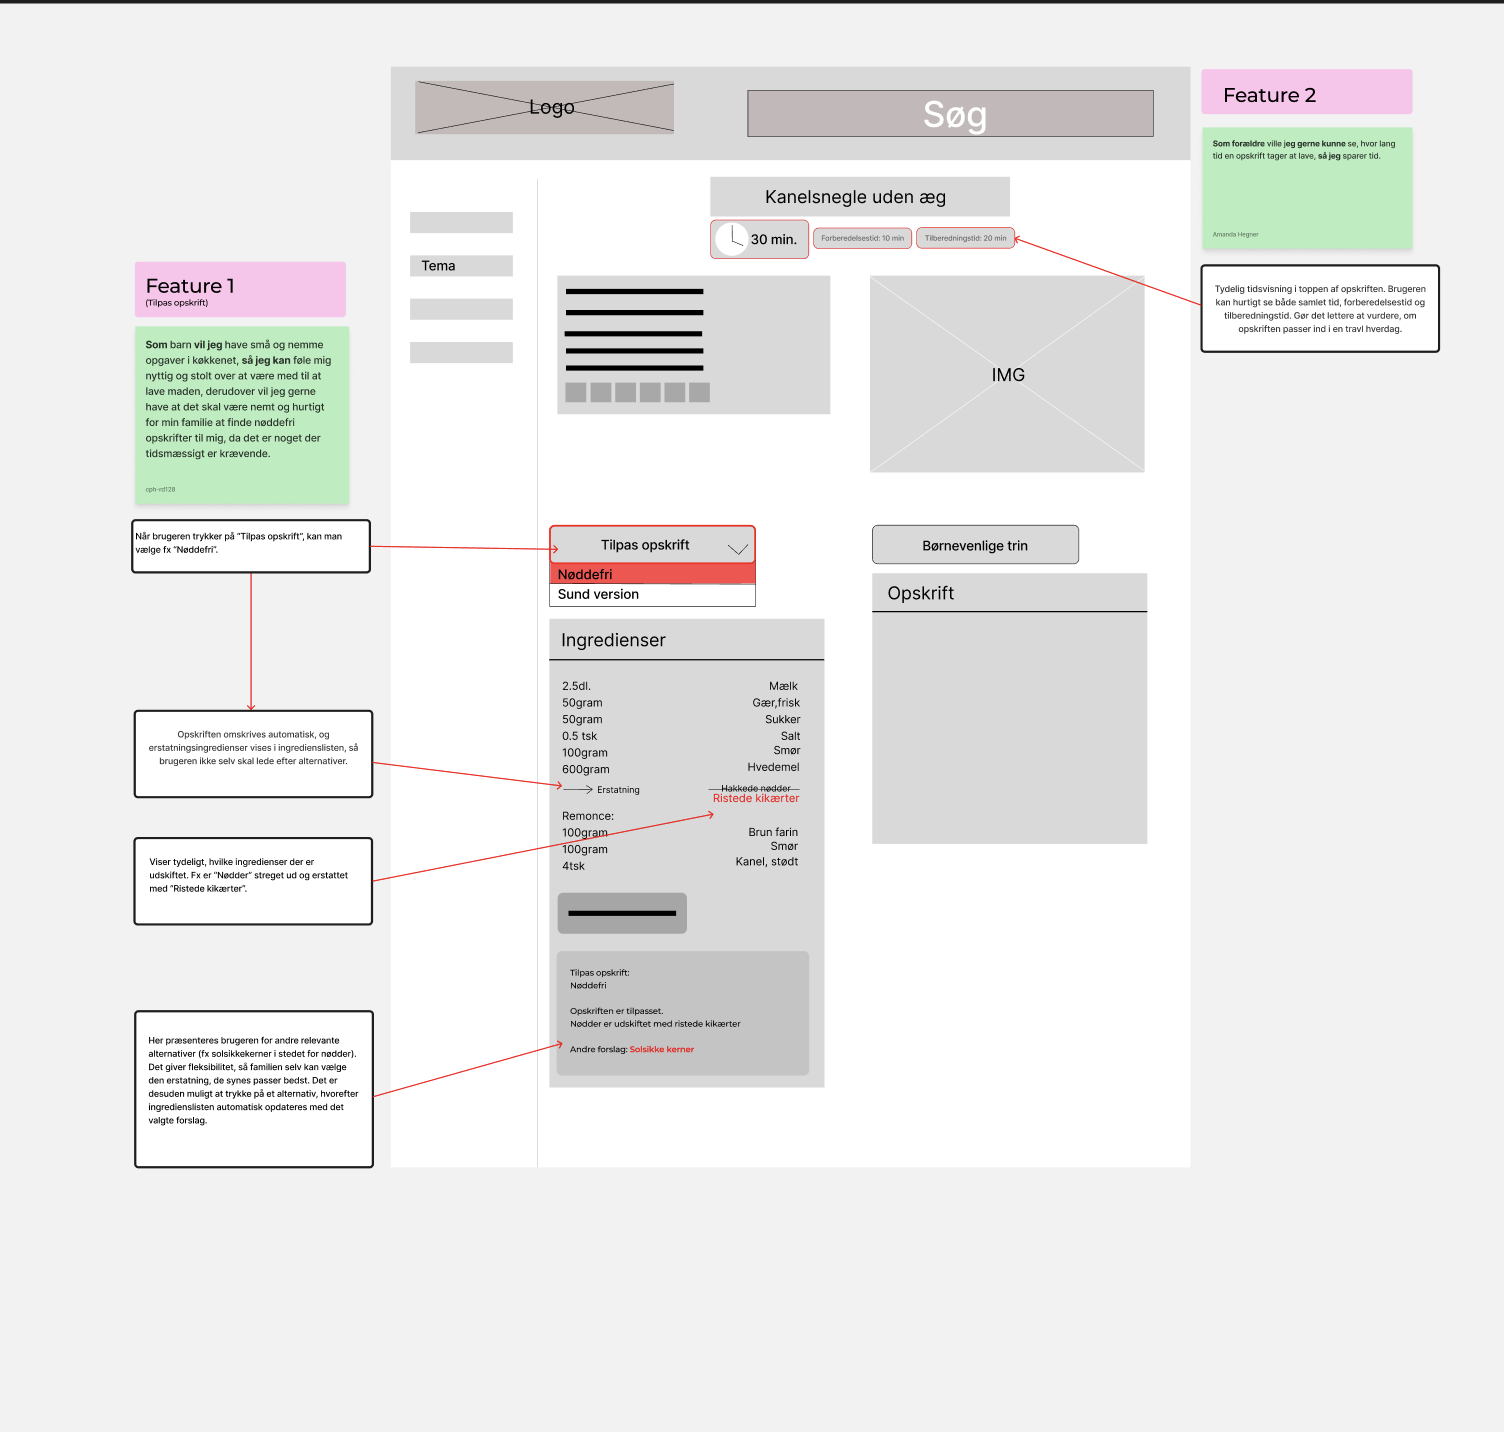 Logo
Søg
Feature 2
Som forældre ville jeg gerne kunne se, hvor lang
tid en opskrift tager at lave, så jeg sparer tid.
Amanda Hegner
Tydelig tidsvisning i toppen af opskriften. Brugeren
kan hurtigt se både samlet tid, forberedelsestid og
tilberedningstid. Gør det lettere at vurdere, om
opskriften passer ind i en travl hverdag.
Kanelsnegle uden æg
30 min.
Forberedelsestid: 10 min
Tilberedningstid: 20 min
Tema
IMG
Feature 1
(Tilpas opskrift)
Som barn vil jeg have små og nemme
opgaver i køkkenet, så jeg kan føle mig
nyttig og stolt over at være med til at
lave maden, derudover vil jeg gerne
have at det skal være nemt og hurtigt
for min familie at finde nøddefri
opskrifter til mig, da det er noget der
tidsmæssigt er krævende.
cph-rd128
Når brugeren trykker på "Tilpas opskrift", kan man
vælge fx "Nøddefri".
Opskriften omskrives automatisk, og
erstatningsingredienser vises i ingredienslisten, så
brugeren ikke selv skal lede efter alternativer.
Viser tydeligt, hvilke ingredienser der er
udskiftet. Fx er "Nødder" streget ud og erstattet
med "Ristede kikærter".
Her præsenteres brugeren for andre relevante
alternativer (fx solsikkekerner i stedet for nødder).
Det giver fleksibilitet, så familien selv kan vælge
den erstatning, de synes passer bedst. Det er
desuden muligt at trykke på et alternativ, hvorefter
ingredienslisten automatisk opdateres med det
valgte forslag.
Tilpas opskrift
Nøddefri
Sund version
Børnevenlige trin
Opskrift
Ingredienser
2.5dl. Mælk
50gram Gær,frisk
50gram Sukker
0.5 tsk Salt
100gram Smør
600gram Hvedemel
Erstatning Hakkede nødder
Ristede kikærter
Remonce:
100gram Brun farin
100gram Smør
4tsk Kanel, stødt
Tilpas opskrift:
Nøddefri
Opskriften er tilpasset.
Nødder er udskiftet med ristede kikærter
Andre forslag: Solsikke kerner